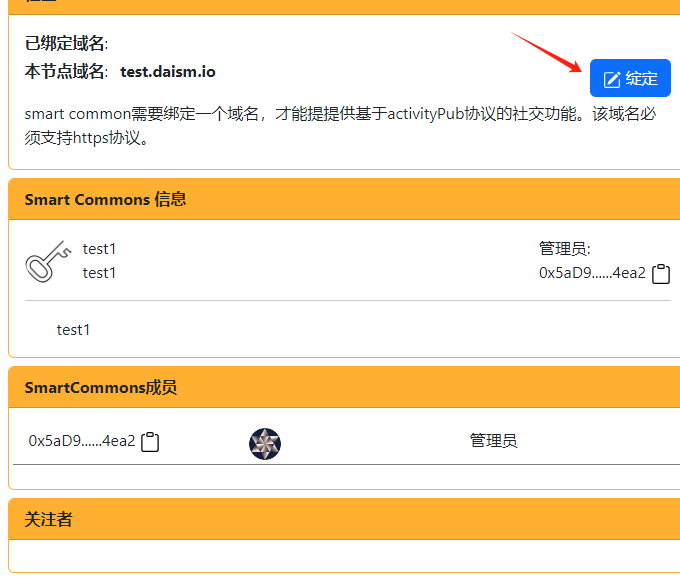 已绑定域名:
本节点域名: test.daism.io
绽定
smart common需要绑定一个域名，才能提提供基于activityPub协议的社交功能。该域名必
须支持https协议。
Smart Commons 信息
test1
管理员:
test1
0x5aD9......4ea2
test1
SmartCommons成员
0x5aD9......4ea2
管理员
关注者